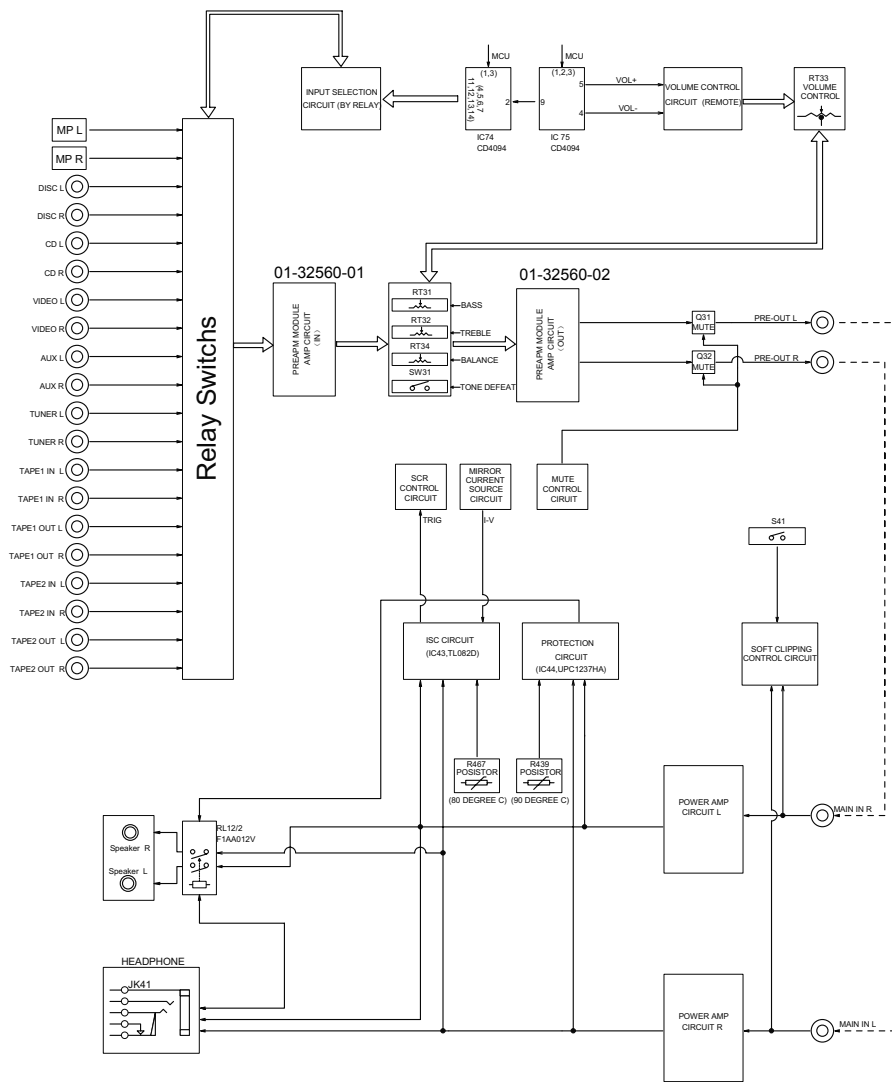 MCU
MCU
INPUT SELECTION
CIRCUIT (BY RELAY)
(1,3)
(4,5,6,7
11,12,13,14)
2
IC74
CD4094
(1,2,3)
9
5
4
IC 75
CD4094
VOL+
VOL-
VOLUME CONTROL
CIRCUIT (REMOTE)
RT33
VOLUME
CONTROL
MP L
MP R
DISC L
DISC R
CD L
CD R
VIDEO L
VIDEO R
AUX L
AUX R
TUNER L
TUNER R
TAPE1 IN L
TAPE1 IN R
TAPE1 OUT L
TAPE1 OUT R
TAPE2 IN L
TAPE2 IN R
TAPE2 OUT L
TAPE2 OUT R
Relay Switchs
01-32560-01
PREAPM MODULE
AMP CIRCUIT
(IN)
RT31
BASS
RT32
TREBLE
RT34
BALANCE
SW31
TONE DEFEAT
01-32560-02
PREAPM MODULE
AMP CIRCUIT
(OUT)
Q31
MUTE
PRE-OUT L
Q32
MUTE
PRE-OUT R
SCR
CONTROL
CIRCUIT
TRIG
MIRROR
CURRENT
SOURCE
CIRCUIT
I-V
MUTE
CONTROL
CIRUIT
S41
ISC CIRCUIT
(IC43,TL082D)
PROTECTION
CIRCUIT
(IC44,UPC1237HA)
SOFT CLIPPING
CONTROL CIRCUIT
R467
POSISTOR
(80 DEGREE C)
R439
POSISTOR
(90 DEGREE C)
POWER AMP
CIRCUIT L
MAIN IN R
RL12/2
F1AA012V
Speaker R
Speaker L
HEADPHONE
JK41
POWER AMP
CIRCUIT R
MAIN IN L